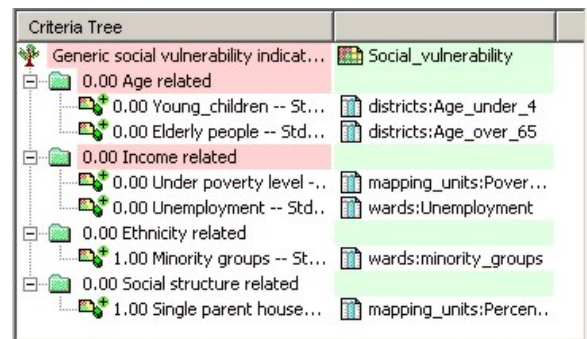 Criteria Tree
Generic social vulnerability indicat... Social_vulnerability
0.00 Age related
0.00 Young_children -- St... districts:Age_under_4
0.00 Elderly people -- Std... districts:Age_over_65
0.00 Income related
0.00 Under poverty level -.. mapping_units:Pover...
0.00 Unemployment -- Std.. wards:Unemployment
0.00 Ethnicity related
1.00 Minority groups -- St... wards:minority_groups
0.00 Social structure related
1.00 Single parent house... mapping_units:Percen..